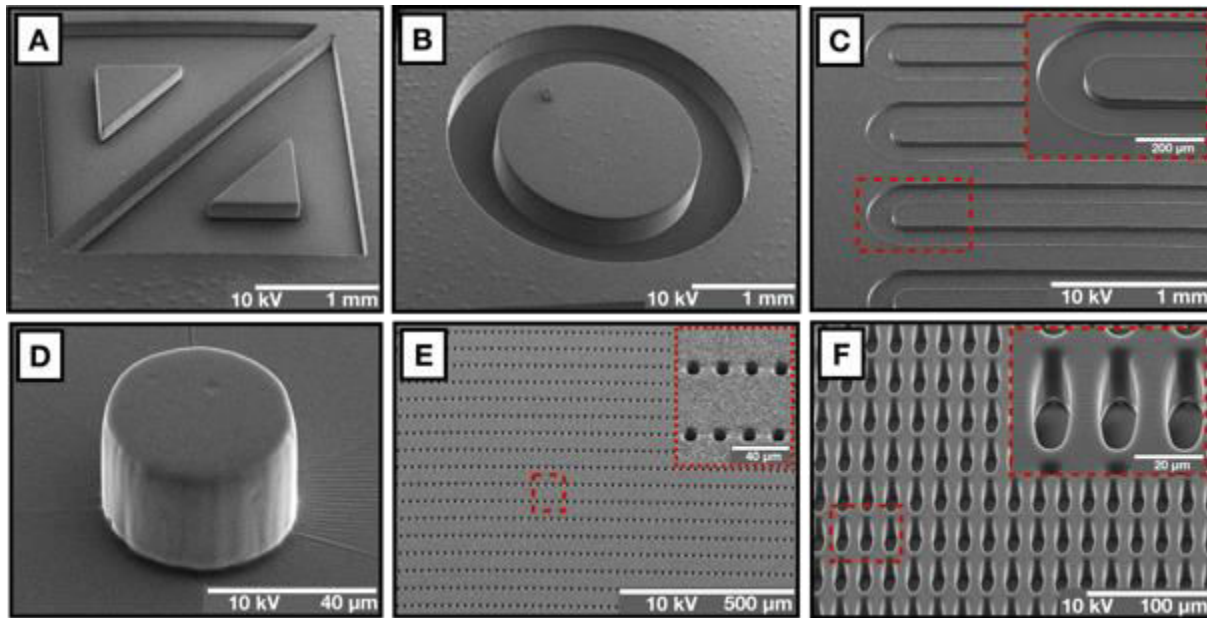 A
10 kV 1 mm
B
10 kV 1 mm
C
200 µm
10 kV 1 mm
D
10 kV 40 µm
E
40 µm
10 kV 500 µm
F
20 µm
10 kV 100 µm